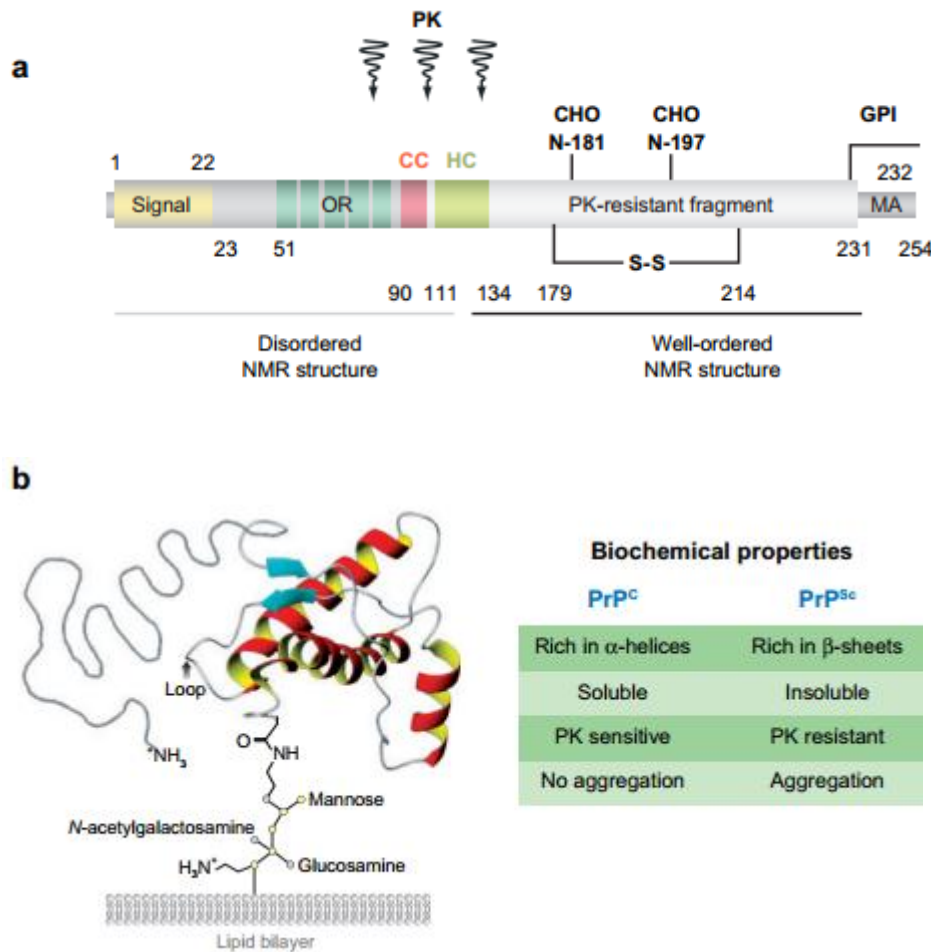 a
PK
CHO CHO GPI
N-181 N-197
1 22 CC HC 232
Signal OR PK-resistant fragment MA
23 51 S-S 231 254
90 111 134 179 214
Disordered
NMR structure
Well-ordered
NMR structure
b
Loop
+NH3
O
NH
Mannose
N-acetylgalactosamine
H3N+
Glucosamine
Lipid bilayer
Biochemical properties
PrPC PrPSc
Rich in α-helices Rich in β-sheets
Soluble Insoluble
PK sensitive PK resistant
No aggregation Aggregation